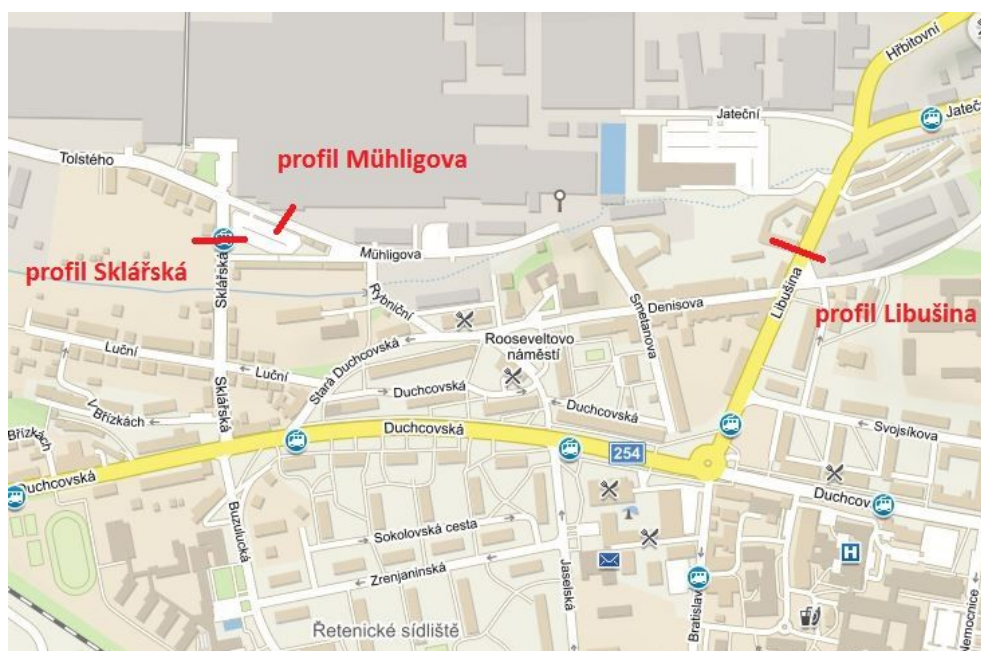 Hřbitovní
Jateční
Jateč
Tolstého
profil Mühligova
Mühligova
profil Sklářská
Sklářská
Rybniční
Libušina
profil Libušina
Denisova
Smetanova
Rooseveltovo
náměstí
Stará Duchcovská
Luční
Luční
Duchcovská
Duchcovská
Sklářská
Břízkách
Břízkách
Duchcovská
254
Svojsíkova
Duchcovská
Duchcov
Buzulucká
Sokolovská cesta
Zrenjaninská
Jaselská
Bratislav
H
Nemocnice
Řetenické sídliště